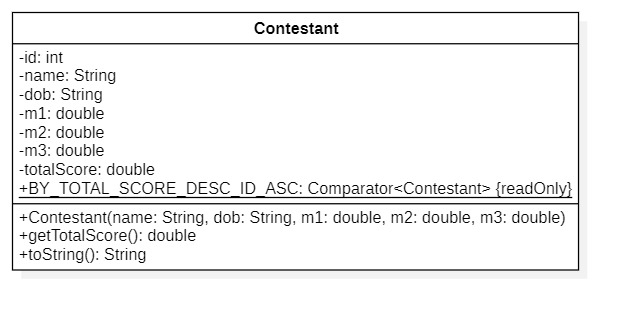 Contestant
-id: int
-name: String
-dob: String
-m1: double
-m2: double
-m3: double
-totalScore: double
+BY_TOTAL_SCORE_DESC_ID_ASC: Comparator<Contestant> {readOnly}
+Contestant(name: String, dob: String, m1: double, m2: double, m3: double)
+getTotalScore(): double
+toString(): String